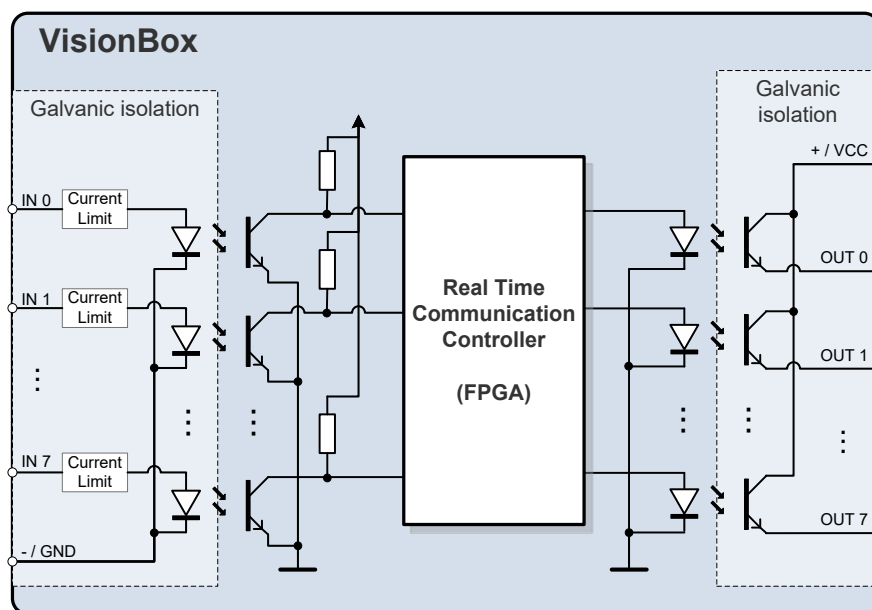 VisionBox
Galvanic isolation
Galvanic
isolation
+ / VCC
IN 0
Current
Limit
OUT 0
IN 1
Current
Limit
Real Time
Communication
Controller
(FPGA)
OUT 1
IN 7
Current
Limit
OUT 7
- / GND